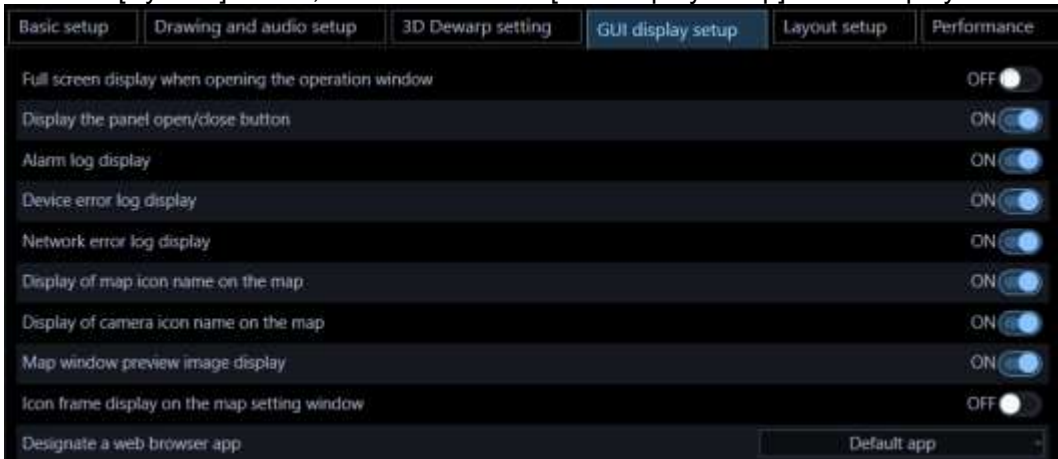 Basic setup Drawing and audio setup 3D Dewarp setting GUI display setup Layout setup Performance
Full screen display when opening the operation window OFF
Display the panel open/close button ON
Alarm log display ON
Device error log display ON
Network error log display ON
Display of map icon name on the map ON
Display of camera icon name on the map ON
Map window preview image display ON
Icon frame display on the map setting window OFF
Designate a web browser app Default app